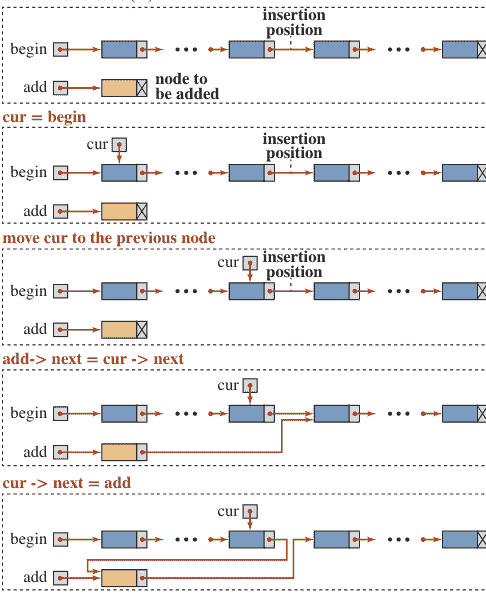 insertion
position
begin
add
node to
be added
cur = begin
cur
insertion
position
begin
add
move cur to the previous node
cur
insertion
position
begin
add
add-> next = cur -> next
cur
begin
add
cur -> next = add
cur
begin
add